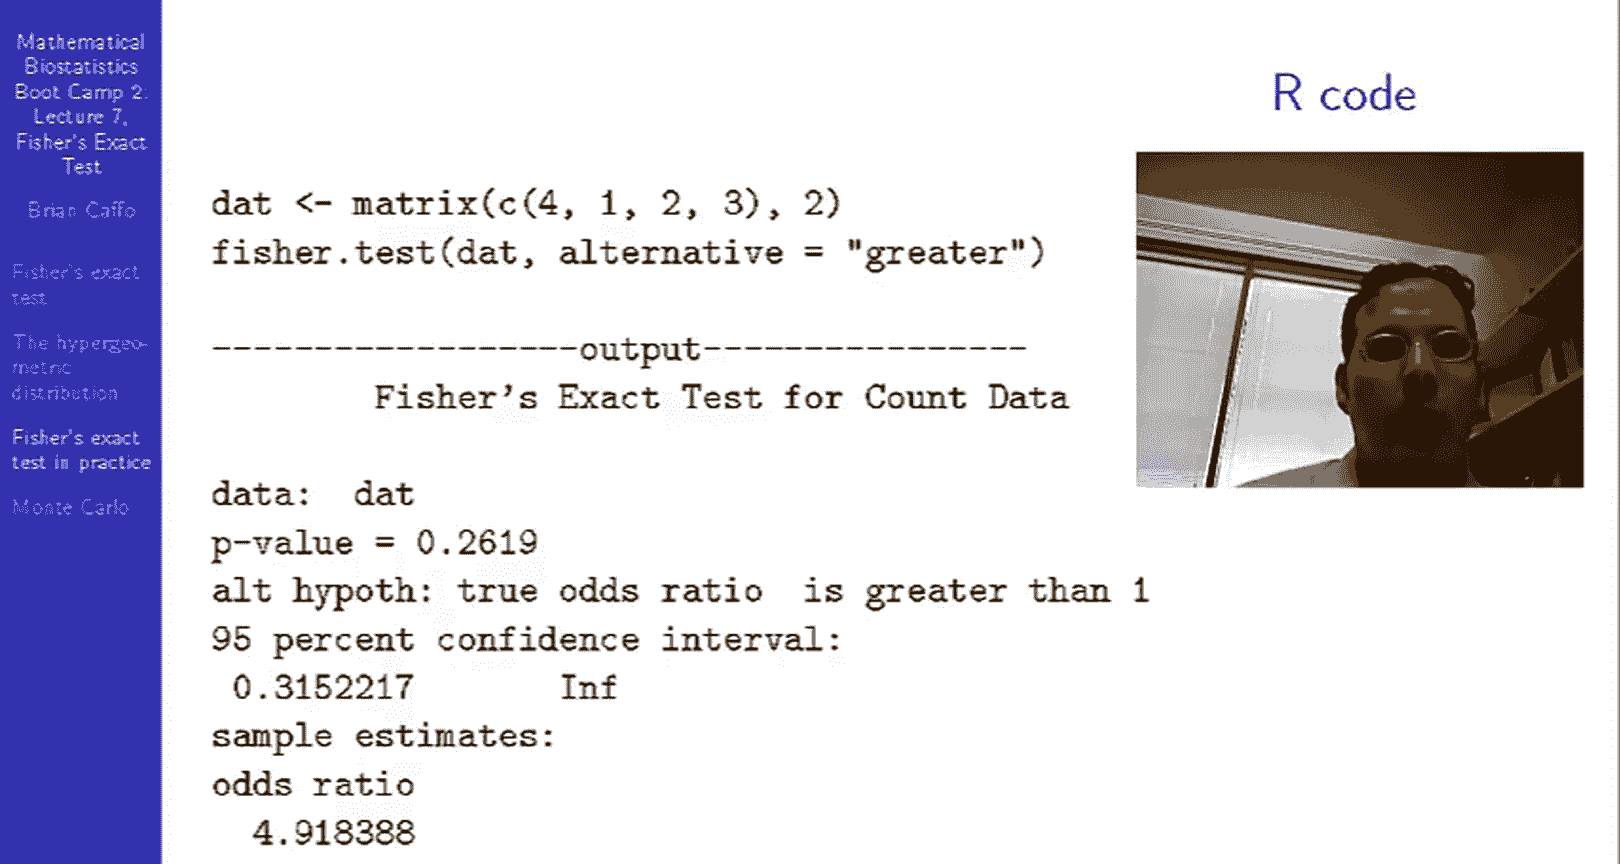 Mathematical
Biostatistics
Boot Camp 2:
Lecture 7,
Fisher's Exact
Test
Brian Caffo
Fisher's exact
test
The hypergeo-
metric
distribution
Fisher's exact
test in practice
Monte Carlo
R code
dat <- matrix(c(4, 1, 2, 3), 2)
fisher.test(dat, alternative = "greater")
------------------output----------------
Fisher's Exact Test for Count Data
data: dat
p-value = 0.2619
alt hypoth: true odds ratio is greater than 1
95 percent confidence interval:
0.3152217 Inf
sample estimates:
odds ratio
4.918388